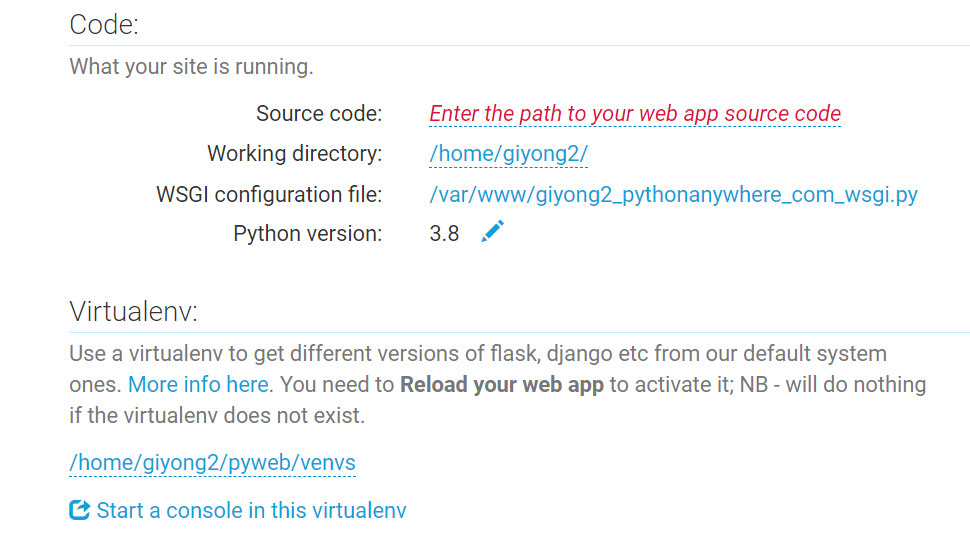 Code:
What your site is running.
Source code: Enter the path to your web app source code
Working directory: /home/giyong2/
WSGI configuration file: /var/www/giyong2_pythonanywhere_com_wsgi.py
Python version: 3.8
Virtualenv:
Use a virtualenv to get different versions of flask, django etc from our default system
ones. More info here. You need to Reload your web app to activate it; NB - will do nothing
if the virtualenv does not exist.
/home/giyong2/pyweb/venvs
Start a console in this virtualenv